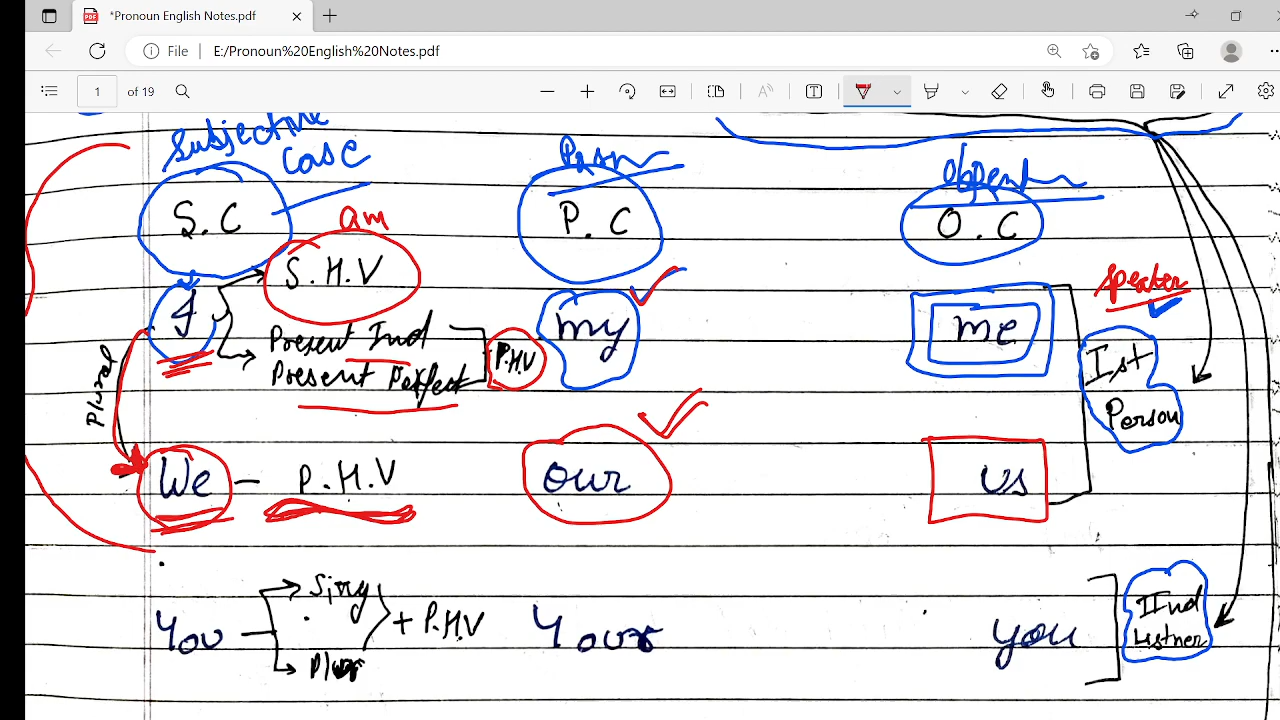 *Pronoun English Notes.pdf
File E:/Pronoun%20English%20Notes.pdf
1 of 19
Subjective
Case
S.C
P.C
O.C
am
S.H.V
Speaker
I
my
me
Present Ind
Present Perfect
P.H.V
Ist
Person
Plural
We - P.H.V
our
us
You
Sing
Plur
+ P.H.V
Your
you
IInd
Listner